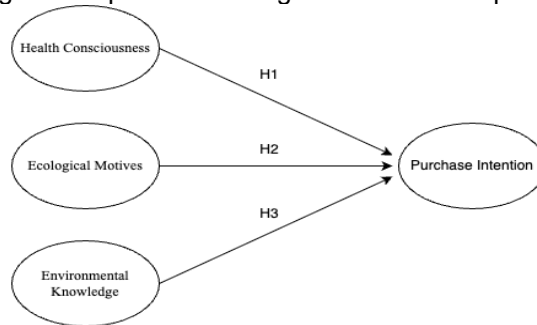 Health Consciousness
H1
Ecological Motives
H2
Purchase Intention
H3
Environmental
Knowledge